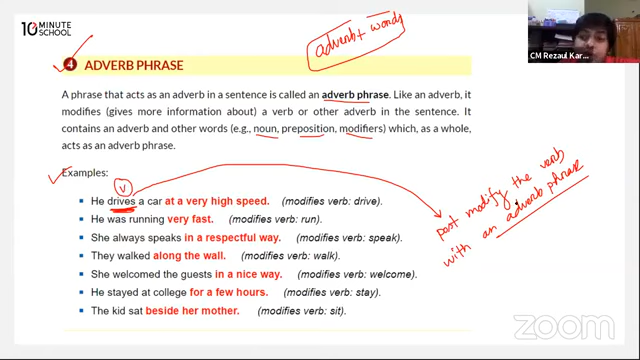 10 MINUTE
SCHOOL
adverb + words
CM Rezaul Kar...
4 ADVERB PHRASE
A phrase that acts as an adverb in a sentence is called an adverb phrase. Like an adverb, it
modifies (gives more information about) a verb or other adverb in the sentence. It
contains an adverb and other words (e.g., noun, preposition, modifiers) which, as a whole,
acts as an adverb phrase.
Examples:
V
He drives a car at a very high speed. (modifies verb: drive)
He was running very fast. (modifies verb: run)
She always speaks in a respectful way. (modifies verb: speak)
They walked along the wall. (modifies verb: walk)
She welcomed the guests in a nice way. (modifies verb: welcome)
He stayed at college for a few hours. (modifies verb: stay)
The kid sat beside her mother. (modifies verb: sit)
post modify the verb
with an adverb phrase
zoom